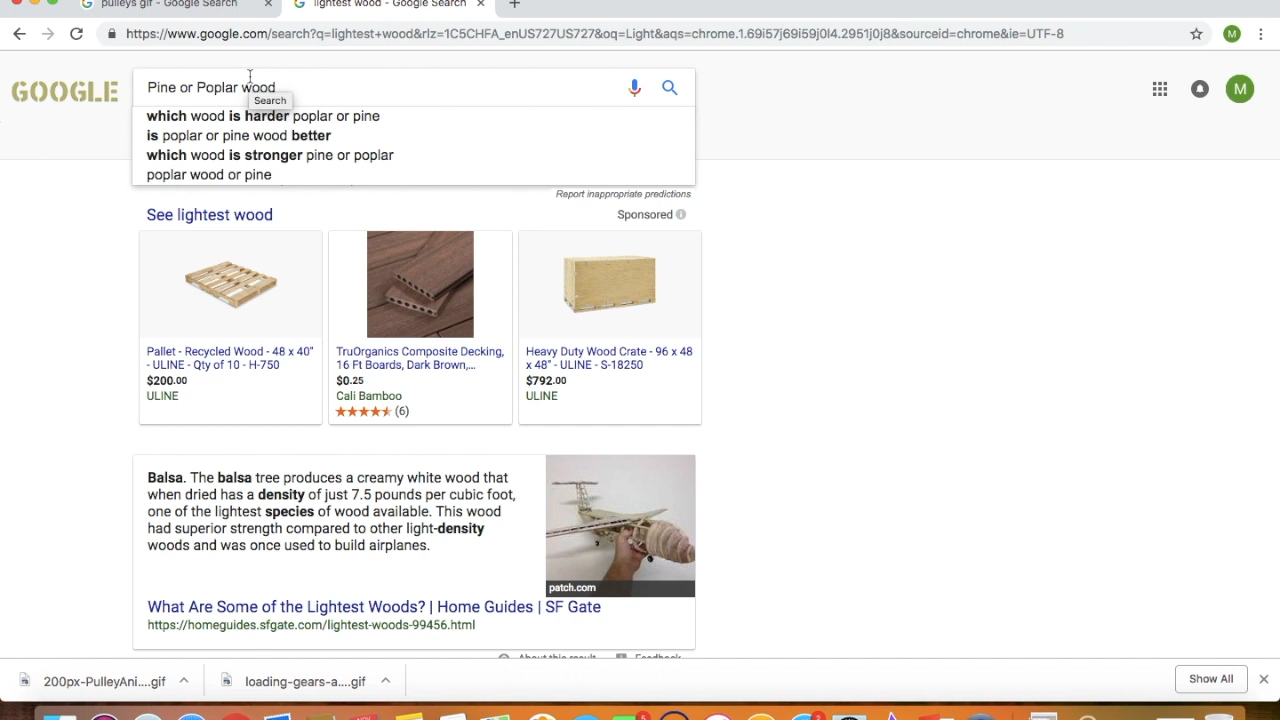 pulleys gif - Google Search
lightest wood - Google Search
https://www.google.com/search?q=lightest+wood&rlz=1C5CHFA_enUS727US727&oq=Light&aqs=chrome.1.69i57j69i59j0l4.2951j0j8&sourceid=chrome&ie=UTF-8
M
GOOGLE
Pine or Poplar wood
M
Search
which wood is harder poplar or pine
is poplar or pine wood better
which wood is stronger pine or poplar
poplar wood or pine
Report inappropriate predictions
See lightest wood
Sponsored
Pallet - Recycled Wood - 48 x 40"
- ULINE - Qty of 10 - H-750
$200.00
ULINE
TruOrganics Composite Decking,
16 Ft Boards, Dark Brown,...
$0.25
Cali Bamboo
(6)
Heavy Duty Wood Crate - 96 x 48
x 48" - ULINE - S-18250
$792.00
ULINE
Balsa. The balsa tree produces a creamy white wood that
when dried has a density of just 7.5 pounds per cubic foot,
one of the lightest species of wood available. This wood
had superior strength compared to other light-density
woods and was once used to build airplanes.
patch.com
What Are Some of the Lightest Woods? | Home Guides | SF Gate
https://homeguides.sfgate.com/lightest-woods-99456.html
About this result
Feedback
200px-PulleyAni....gif
loading-gears-a....gif
Show All